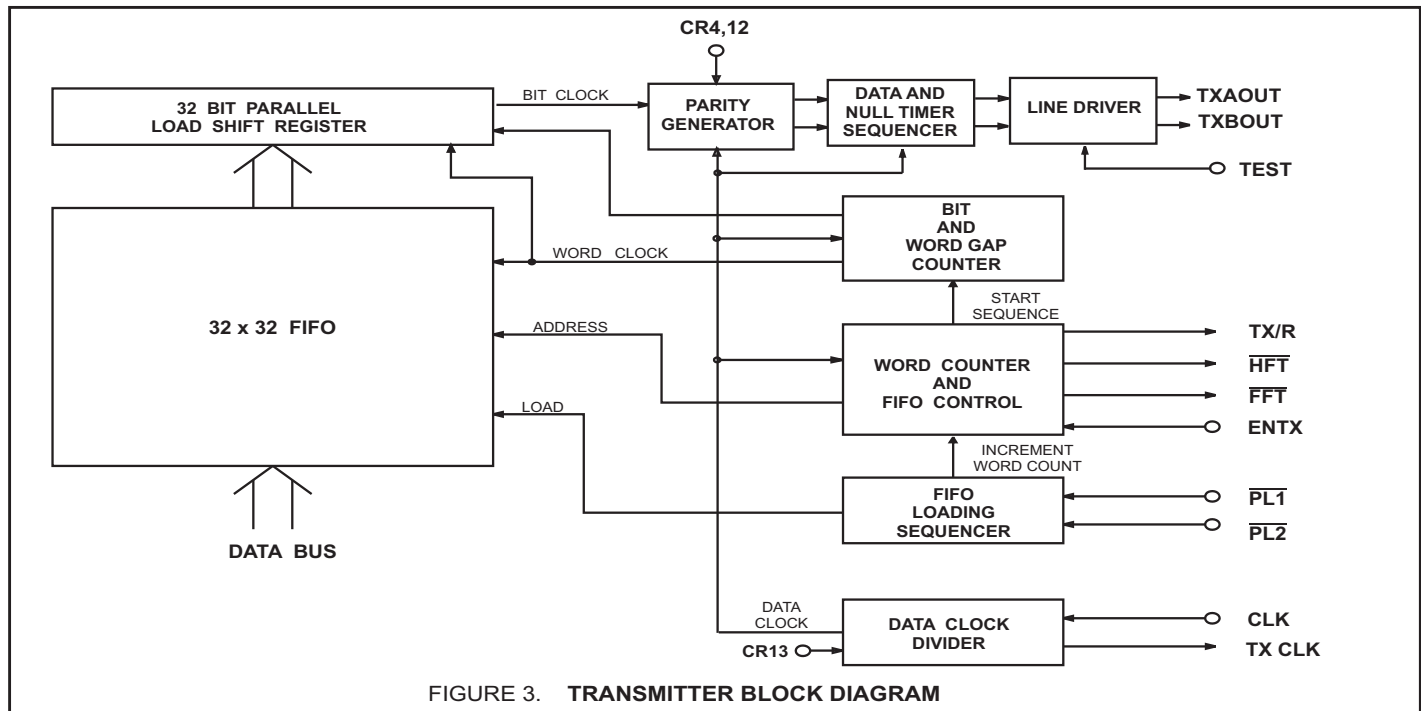 CR4,12
32 BIT PARALLEL
LOAD SHIFT REGISTER
BIT CLOCK
PARITY
GENERATOR
DATA AND
NULL TIMER
SEQUENCER
LINE DRIVER
TXAOUT
TXBOUT
TEST
BIT
AND
WORD GAP
COUNTER
WORD CLOCK
START
SEQUENCE
32 x 32 FIFO
ADDRESS
WORD COUNTER
AND
FIFO CONTROL
TX/R
HFT
FFT
ENTX
LOAD
INCREMENT
WORD COUNT
FIFO
LOADING
SEQUENCER
PL1
PL2
DATA BUS
DATA
CLOCK
CR13
DATA CLOCK
DIVIDER
CLK
TX CLK
FIGURE 3. TRANSMITTER BLOCK DIAGRAM